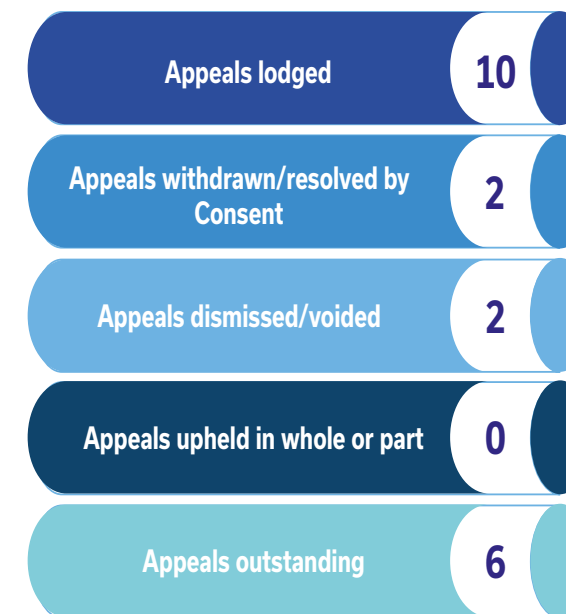 Appeals lodged
10
Appeals withdrawn/resolved by
Consent
2
Appeals dismissed/voided
2
Appeals upheld in whole or part
0
Appeals outstanding
6